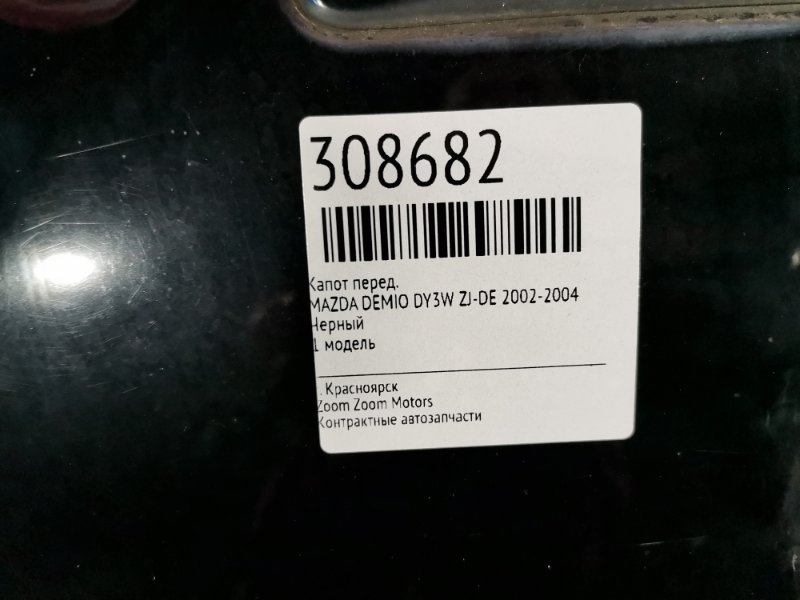 308682
Капот перед.
MAZDA DEMIO DY3W ZJ-DE 2002-2004
Черный
1 модель
. Красноярск
Zoom Zoom Motors
Контрактные автозапчасти